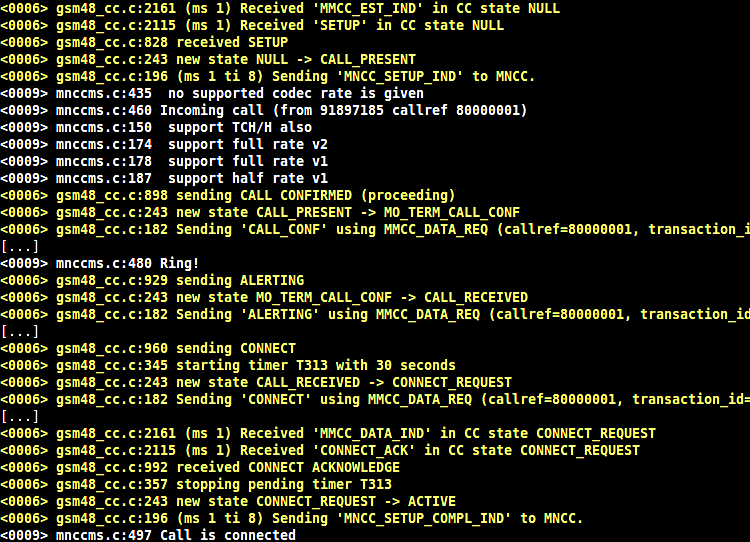 <0006> gsm48_cc.c:2161 (ms 1) Received 'MMCC_EST_IND' in CC state NULL
<0006> gsm48_cc.c:2115 (ms 1) Received 'SETUP' in CC state NULL
<0006> gsm48_cc.c:828 received SETUP
<0006> gsm48_cc.c:243 new state NULL -> CALL_PRESENT
<0006> gsm48_cc.c:196 (ms 1 ti 8) Sending 'MNCC_SETUP_IND' to MNCC.
<0009> mnccms.c:435  no supported codec rate is given
<0009> mnccms.c:460 Incoming call (from 91897185 callref 80000001)
<0009> mnccms.c:150  support TCH/H also
<0009> mnccms.c:174  support full rate v2
<0009> mnccms.c:178  support full rate v1
<0009> mnccms.c:187  support half rate v1
<0006> gsm48_cc.c:898 sending CALL CONFIRMED (proceeding)
<0006> gsm48_cc.c:243 new state CALL_PRESENT -> MO_TERM_CALL_CONF
<0006> gsm48_cc.c:182 Sending 'CALL_CONF' using MMCC_DATA_REQ (callref=80000001, transaction_i
[...]
<0009> mnccms.c:480 Ring!
<0006> gsm48_cc.c:929 sending ALERTING
<0006> gsm48_cc.c:243 new state MO_TERM_CALL_CONF -> CALL_RECEIVED
<0006> gsm48_cc.c:182 Sending 'ALERTING' using MMCC_DATA_REQ (callref=80000001, transaction_id
[...]
<0006> gsm48_cc.c:960 sending CONNECT
<0006> gsm48_cc.c:345 starting timer T313 with 30 seconds
<0006> gsm48_cc.c:243 new state CALL_RECEIVED -> CONNECT_REQUEST
<0006> gsm48_cc.c:182 Sending 'CONNECT' using MMCC_DATA_REQ (callref=80000001, transaction_id=
[...]
<0006> gsm48_cc.c:2161 (ms 1) Received 'MMCC_DATA_IND' in CC state CONNECT_REQUEST
<0006> gsm48_cc.c:2115 (ms 1) Received 'CONNECT_ACK' in CC state CONNECT_REQUEST
<0006> gsm48_cc.c:992 received CONNECT ACKNOWLEDGE
<0006> gsm48_cc.c:357 stopping pending timer T313
<0006> gsm48_cc.c:243 new state CONNECT_REQUEST -> ACTIVE
<0006> gsm48_cc.c:196 (ms 1 ti 8) Sending 'MNCC_SETUP_COMPL_IND' to MNCC.
<0009> mnccms.c:497 Call is connected